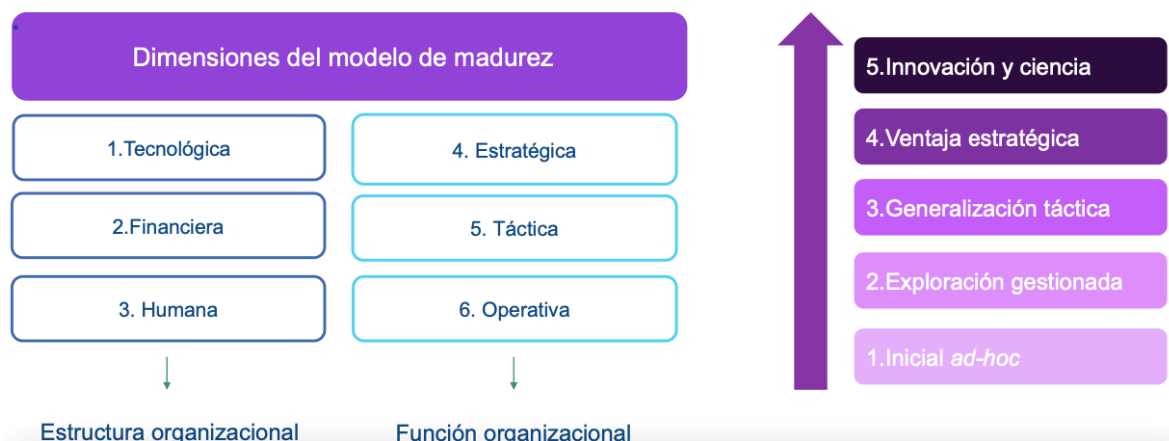 Dimensiones del modelo de madurez
1.Tecnológica
2.Financiera
3. Humana
Estructura organizacional
4. Estratégica
5. Táctica
6. Operativa
Función organizacional
5.Innovación y ciencia
4.Ventaja estratégica
3.Generalización táctica
2.Exploración gestionada
1.Inicial ad-hoc